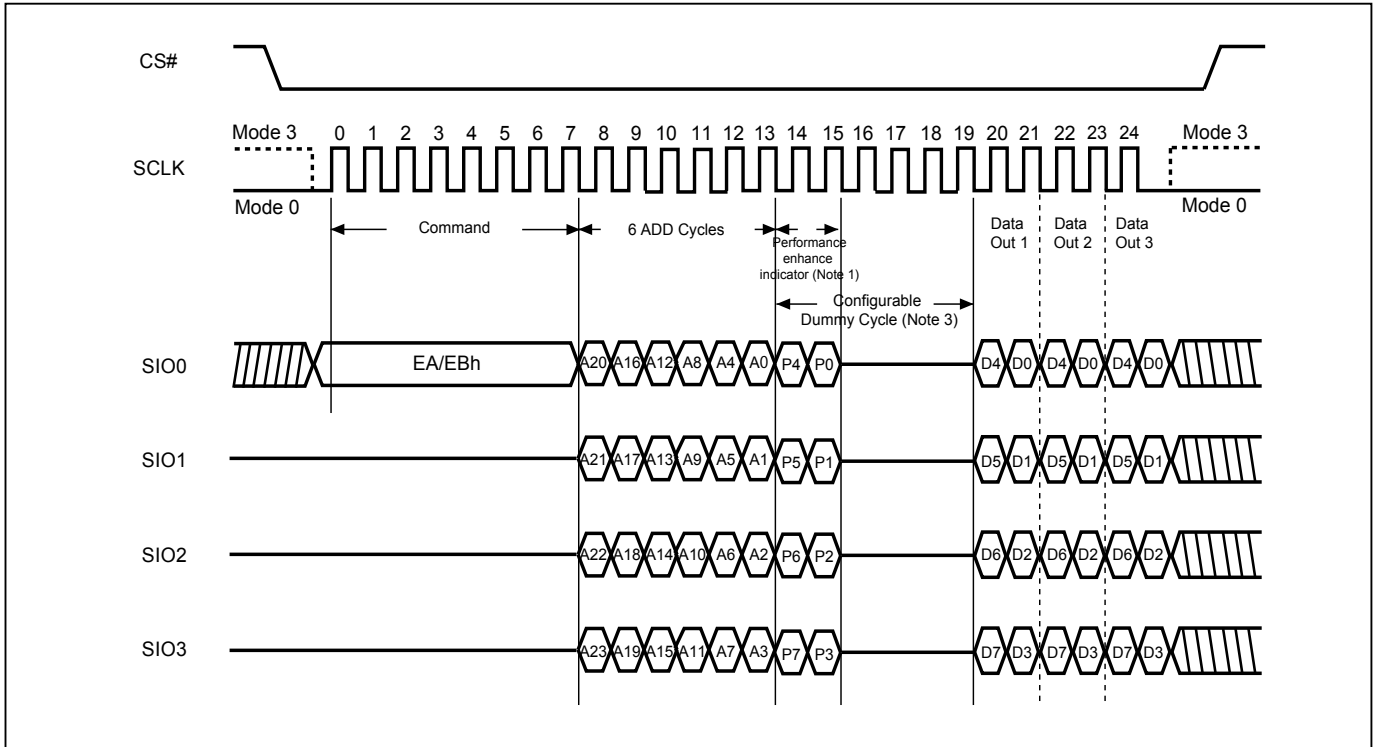 CS#
Mode 3 0 1 2 3 4 5 6 7 8 9 10 11 12 13 14 15 16 17 18 19 20 21 22 23 24 Mode 3
SCLK
Mode 0 Mode 0
Command 6 ADD Cycles
Performance
enhance
indicator (Note 1)
Data
Out 1
Data
Out 2
Data
Out 3
Configurable
Dummy Cycle (Note 3)
SIO0 EA/EBh A20 A16 A12 A8 A4 A0 P4 P0 D4 D0 D4 D0 D4 D0
SIO1 A21 A17 A13 A9 A5 A1 P5 P1 D5 D1 D5 D1 D5 D1
SIO2 A22 A18 A14 A10 A6 A2 P6 P2 D6 D2 D6 D2 D6 D2
SIO3 A23 A19 A15 A11 A7 A3 P7 P3 D7 D3 D7 D3 D7 D3